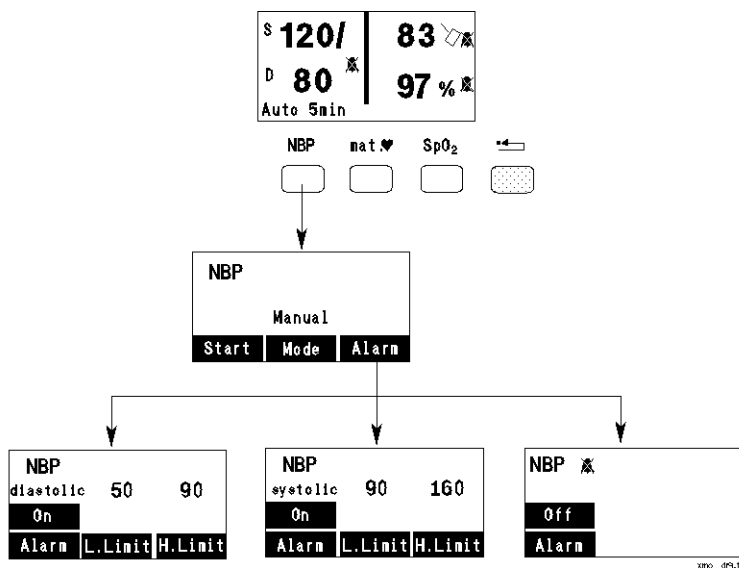 S 120/ 83
D 80 97 %
Auto 5min
NBP mat.♥ SpO₂
NBP
Manual
Start Mode Alarm
NBP
diastolic 50 90
On
Alarm L.Limit H.Limit
NBP
systolic 90 160
On
Alarm L.Limit H.Limit
NBP
Off
Alarm